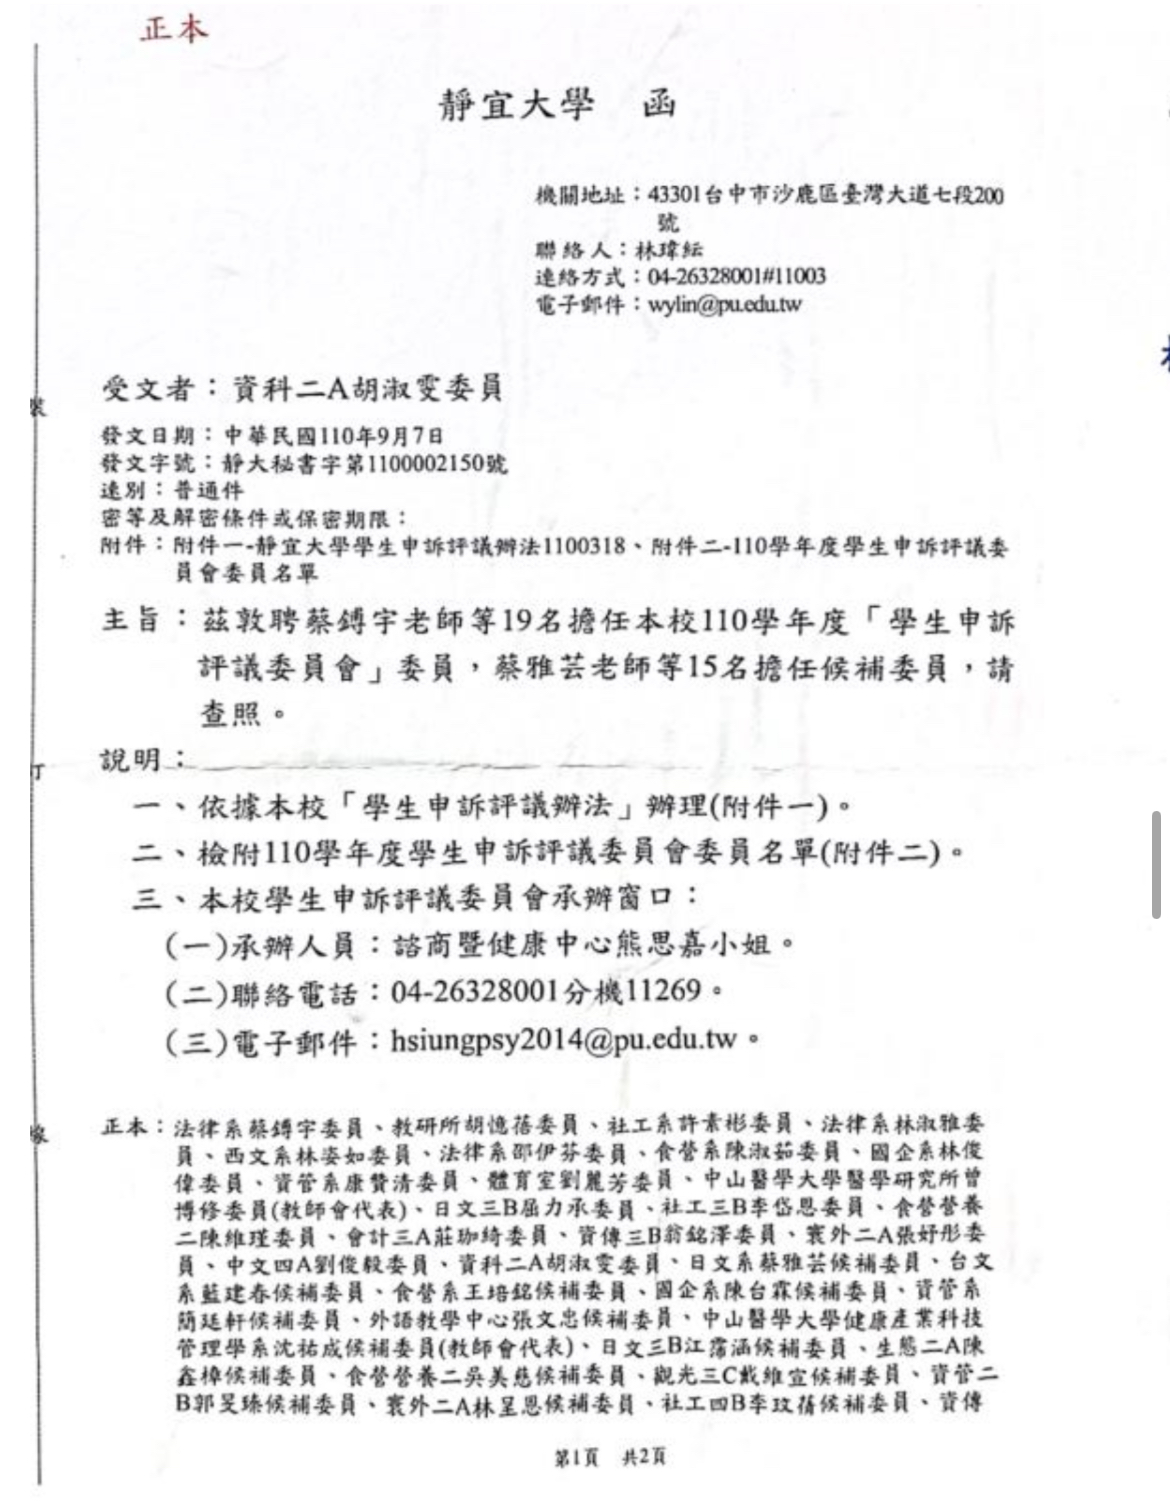 正本
靜宜大學 函
機關地址：43301台中市沙鹿區臺灣大道七段200
號
聯絡人：林瑋紜
連絡方式：04-26328001#11003
電子郵件：wylin@pu.edu.tw
受文者：資科二A胡淑雯委員
發文日期：中華民國110年9月7日
發文字號：靜大秘書字第1100002150號
速別：普通件
密等及解密條件或保密期限：
附件：附件一-靜宜大學學生申訴評議辦法1100318、附件二-110學年度學生申訴評議委
員會委員名單
主旨：茲敦聘蔡鎛宇老師等19名擔任本校110學年度「學生申訴
評議委員會」委員，蔡雅芸老師等15名擔任候補委員，請
查照。
裝
說明：
訂
一、依據本校「學生申訴評議辦法」辦理(附件一)。
二、檢附110學年度學生申訴評議委員會委員名單(附件二)。
三、本校學生申訴評議委員會承辦窗口：
(一)承辦人員：諮商暨健康中心熊思嘉小姐。
(二)聯絡電話：04-26328001分機11269。
(三)電子郵件：hsiungpsy2014@pu.edu.tw。
正本：法律系蔡鎛宇委員、教研所胡憶蓓委員、社工系許素彬委員、法律系林淑雅委
線
員、西文系林姿如委員、法律系邵伊芬委員、食營系陳淑茹委員、國企系林俊
偉委員、資管系康贊清委員、體育室劉麗芳委員、中山醫學大學醫學研究所曾
博修委員(教師會代表)、日文三B屈力承委員、社工三B李岱恩委員、食營營養
二陳維瑾委員、會計三A莊珈綺委員、資傳三B翁銘澤委員、寰外二A張妤彤委
員、中文四A劉俊毅委員、資科二A胡淑雯委員、日文系蔡雅芸候補委員、台文
系藍建春候補委員、食營系王培銘候補委員、國企系陳台霖候補委員、資管系
簡廷軒候補委員、外語教學中心張文忠候補委員、中山醫學大學健康產業科技
管理學系沈祐成候補委員(教師會代表)、日文三B江霈涵候補委員、生態二A陳
鑫樟候補委員、食營營養二吳美慈候補委員、觀光三C戴維宣候補委員、資管二
B郭旻臻候補委員、寰外二A林呈恩候補委員、社工四B李玟蒨候補委員、資傳
第1頁 共2頁